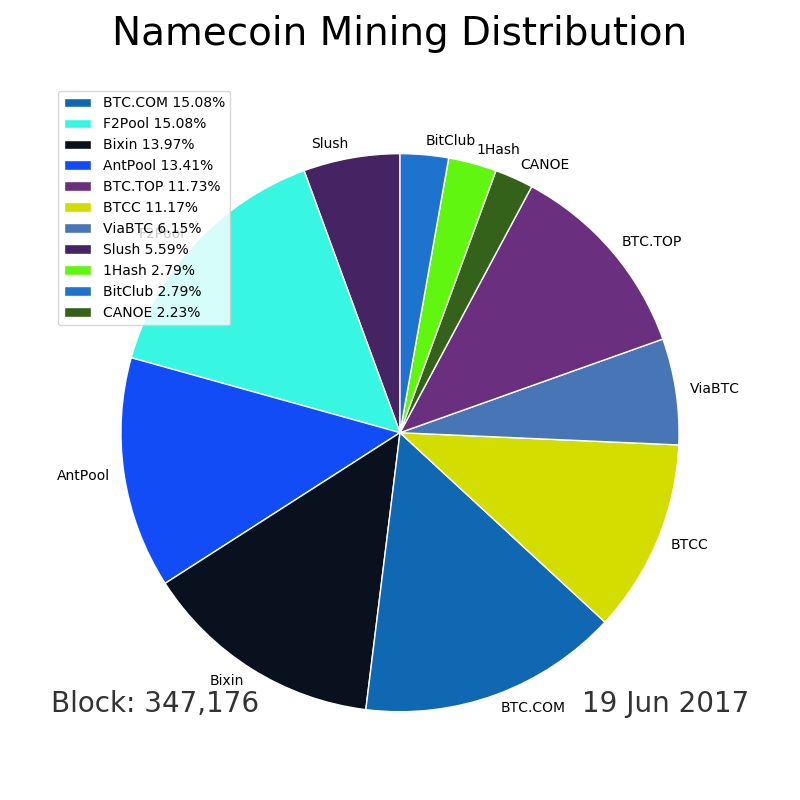 Namecoin Mining Distribution
BTC.COM 15.08%
F2Pool 15.08%
Bixin 13.97%
AntPool 13.41%
BTC.TOP 11.73%
BTCC 11.17%
ViaBTC 6.15%
Slush 5.59%
1Hash 2.79%
BitClub 2.79%
CANOE 2.23%
Slush
BitClub
1Hash
CANOE
BTC.TOP
F2Pool
ViaBTC
AntPool
BTCC
Bixin
BTC.COM
Block: 347,176
19 Jun 2017